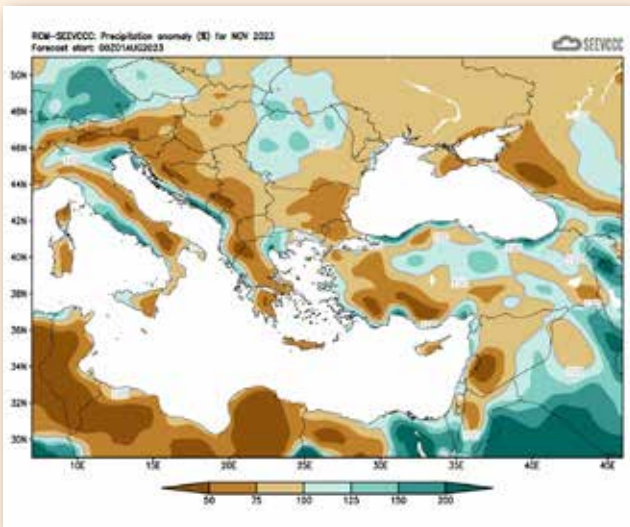 RCM-SEEVCCC: Precipitation anomaly (%) for NOV 2023
Forecast start: 00Z01AUG2023
SEEVCCC
50N
48N
46N
44N
42N
40N
38N
36N
34N
32N
30N
10E
15E
20E
25E
30E
35E
40E
45E
50
75
100
125
150
200